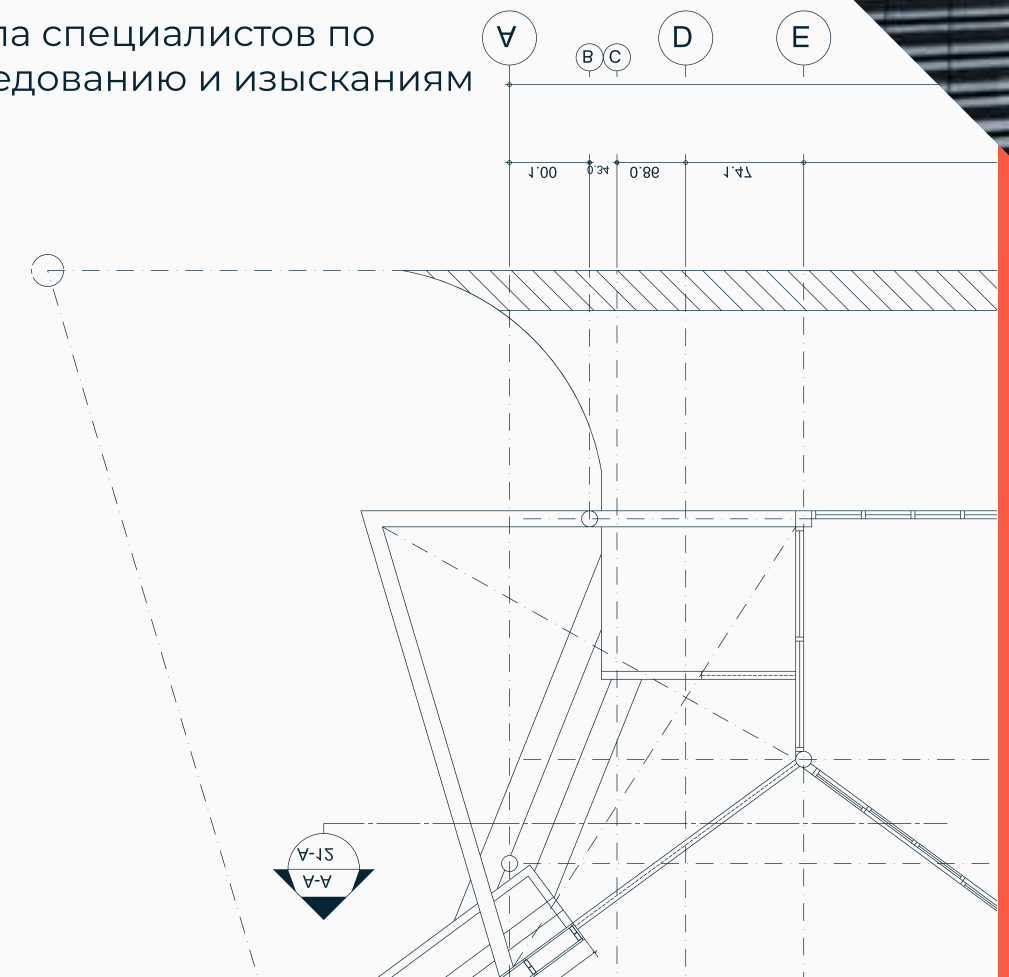 ла специалистов по
едованию и изысканиям
A
B
C
D
E
1.00
0.34
0.86
1.47
A-12
A-A